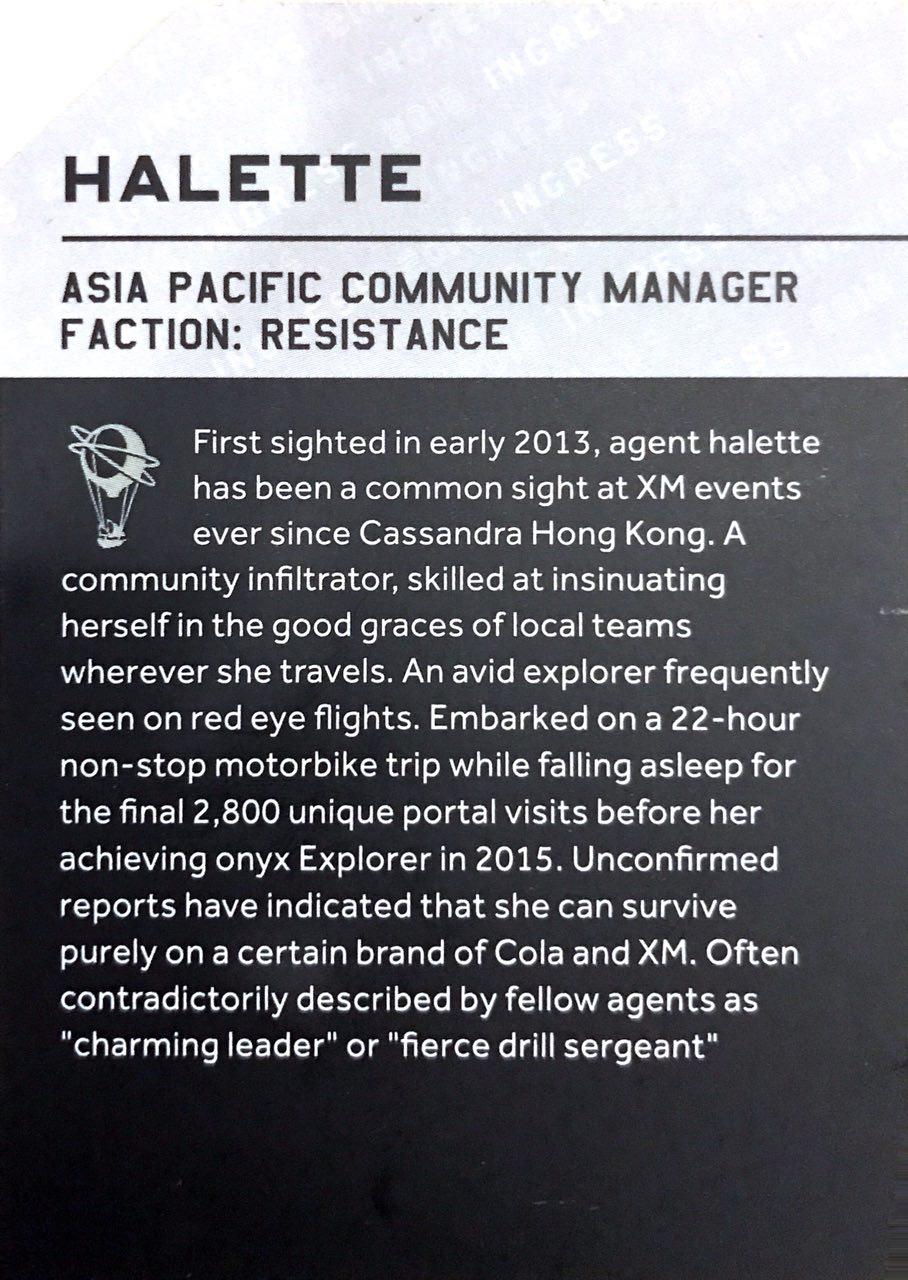 HALETTE
ASIA PACIFIC COMMUNITY MANAGER
FACTION: RESISTANCE
First sighted in early 2013, agent halette
has been a common sight at XM events
ever since Cassandra Hong Kong. A
community infiltrator, skilled at insinuating
herself in the good graces of local teams
wherever she travels. An avid explorer frequently
seen on red eye flights. Embarked on a 22-hour
non-stop motorbike trip while falling asleep for
the final 2,800 unique portal visits before her
achieving onyx Explorer in 2015. Unconfirmed
reports have indicated that she can survive
purely on a certain brand of Cola and XM. Often
contradictorily described by fellow agents as
"charming leader" or "fierce drill sergeant"